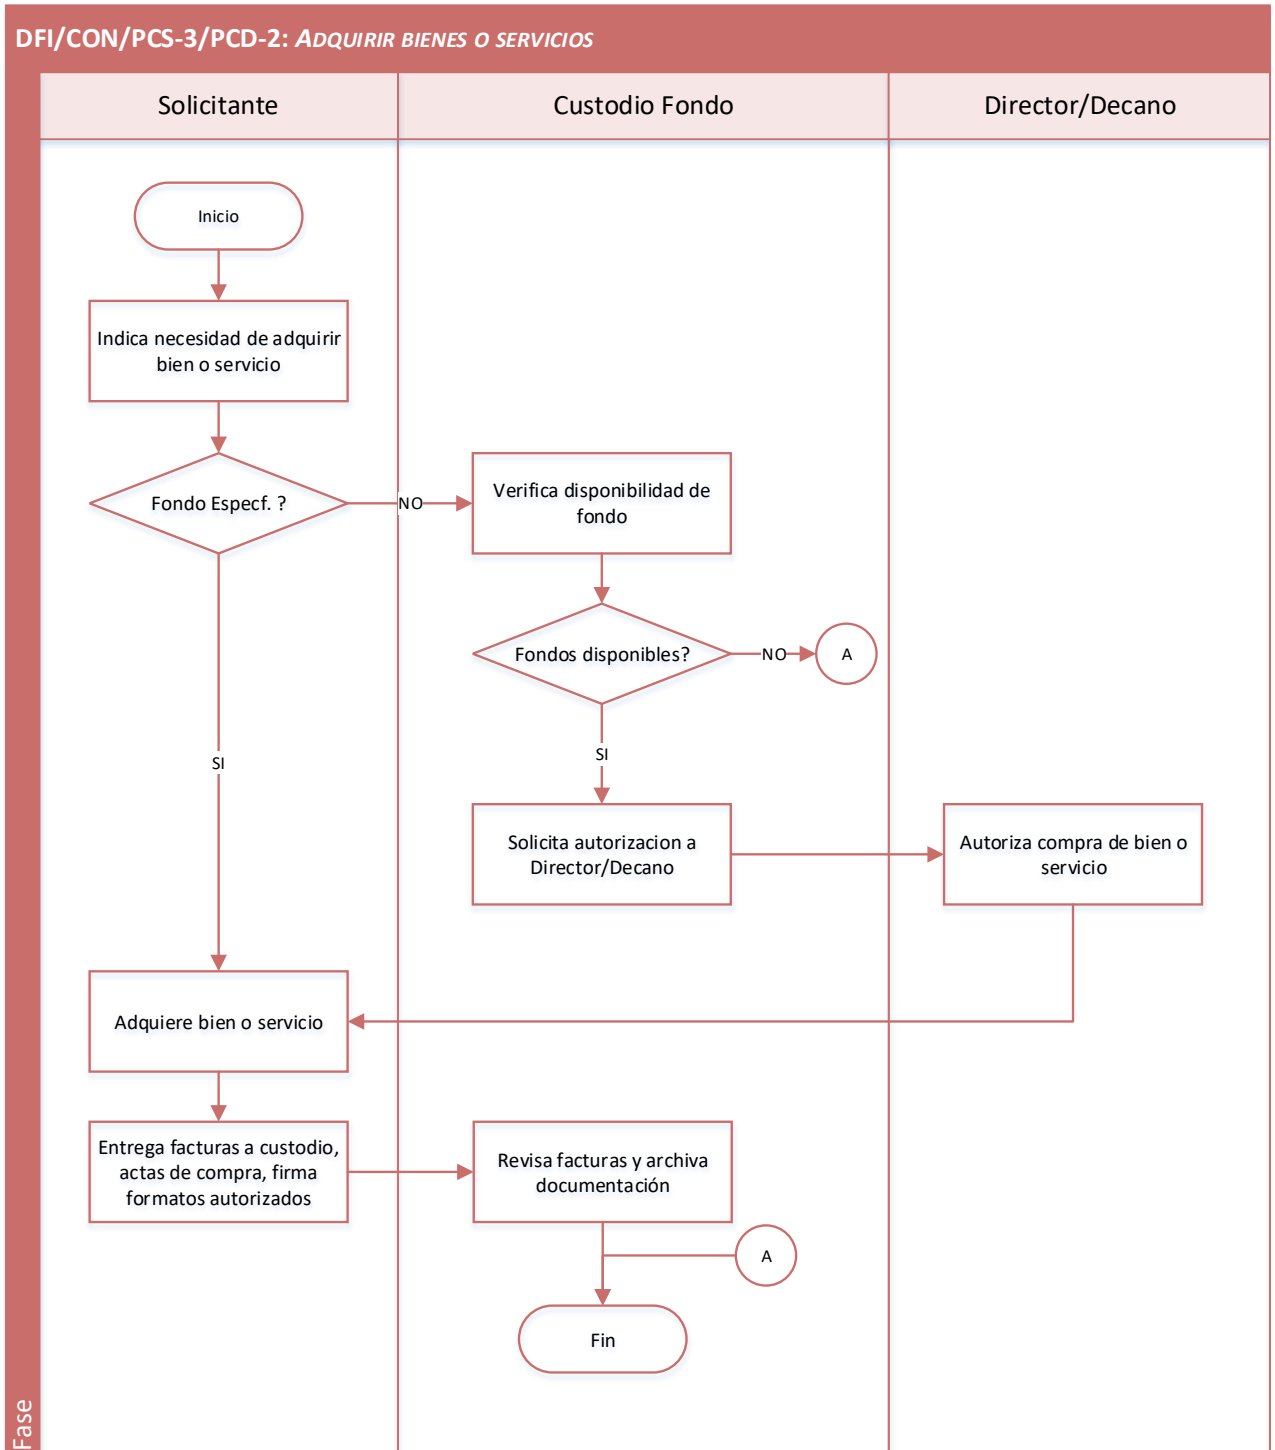 DFI/CON/PCS-3/PCD-2: ADQUIRIR BIENES O SERVICIOS
Solicitante
Custodio Fondo
Director/Decano
Inicio
Indica necesidad de adquirir
bien o servicio
Fondo Especf. ?
NO
Verifica disponibilidad de
fondo
Fondos disponibles?
NO
A
SI
SI
Solicita autorizacion a
Director/Decano
Autoriza compra de bien o
servicio
Adquiere bien o servicio
Entrega facturas a custodio,
actas de compra, firma
formatos autorizados
Revisa facturas y archiva
documentación
A
Fin
Fase